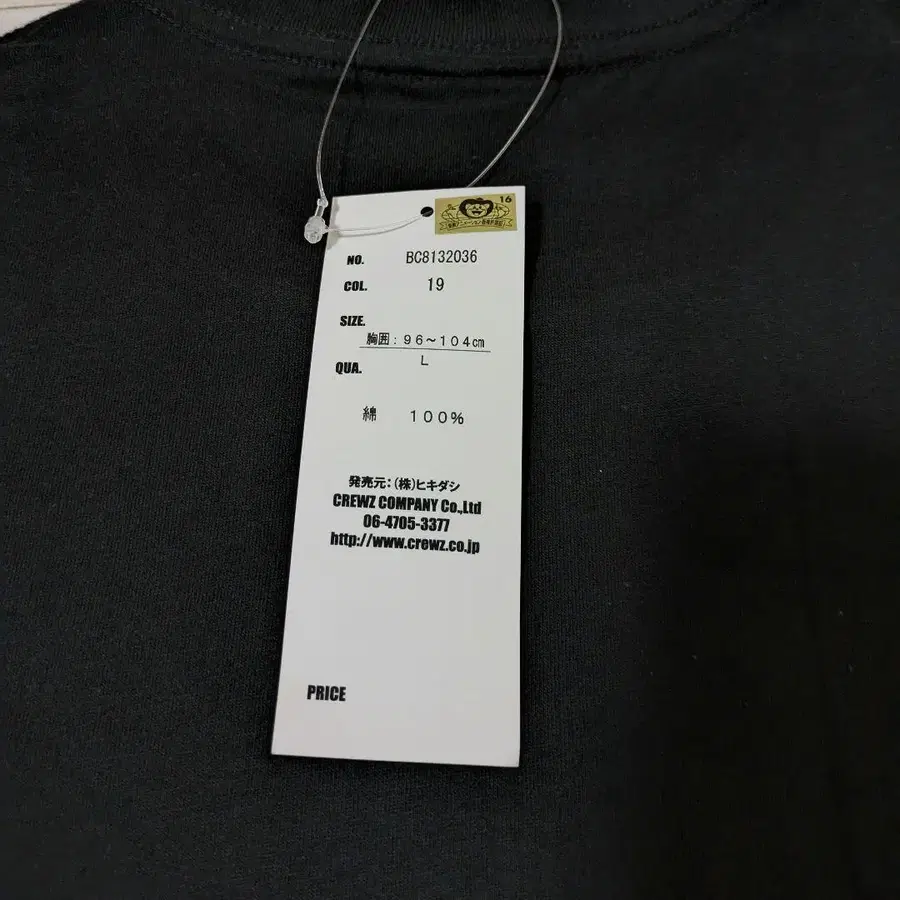 16
NO. BC8132036
COL. 19
SIZE.
胸囲：９６～１０４㎝
L
QUA.
綿 １００％
発売元：(株)ヒキダシ
CREWZ COMPANY Co.,Ltd
06-4705-3377
http://www.crewz.co.jp
PRICE